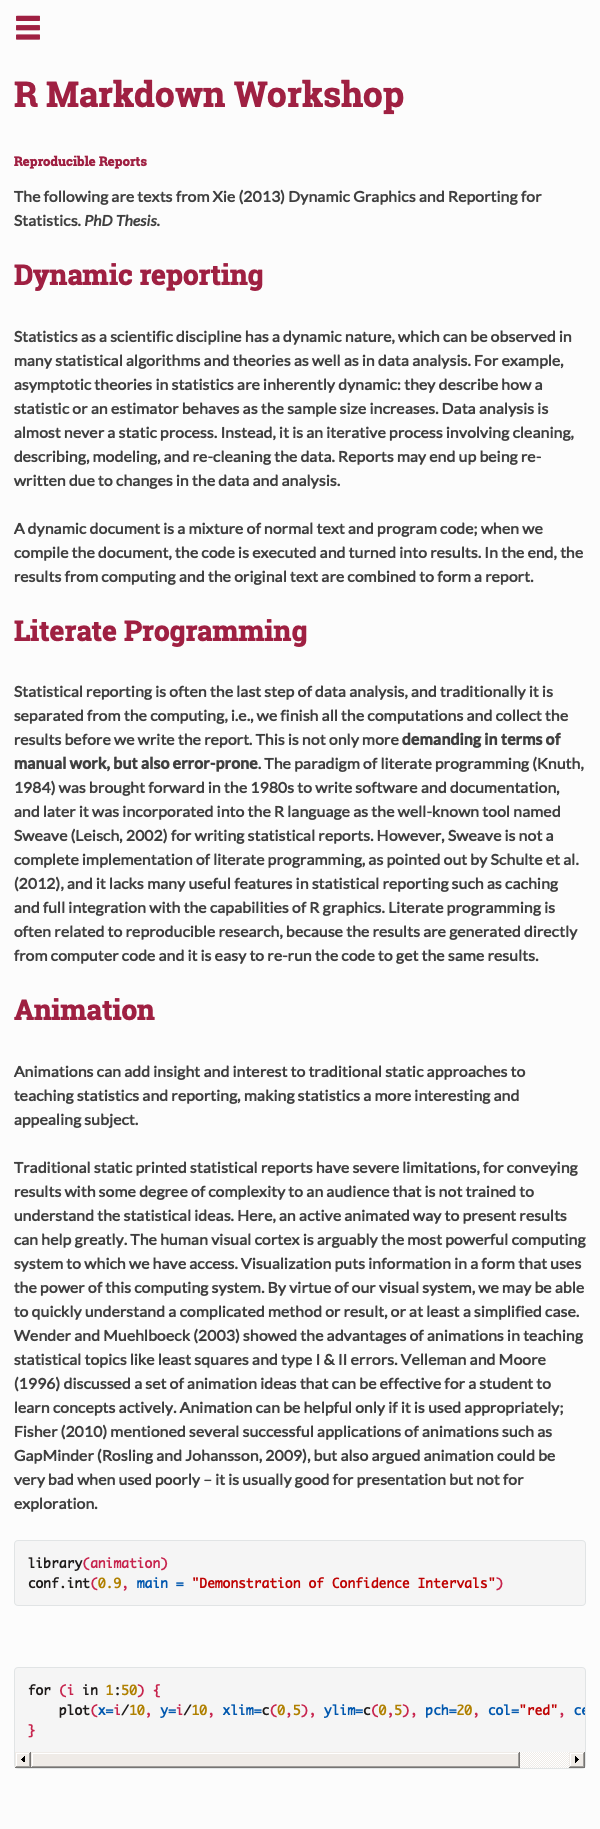 R Markdown Workshop
Reproducible Reports
The following are texts from Xie (2013) Dynamic Graphics and Reporting for
Statistics. PhD Thesis.
Dynamic reporting
Statistics as a scientific discipline has a dynamic nature, which can be observed in
many statistical algorithms and theories as well as in data analysis. For example,
asymptotic theories in statistics are inherently dynamic: they describe how a
statistic or an estimator behaves as the sample size increases. Data analysis is
almost never a static process. Instead, it is an iterative process involving cleaning,
describing, modeling, and re-cleaning the data. Reports may end up being re-
written due to changes in the data and analysis.
A dynamic document is a mixture of normal text and program code; when we
compile the document, the code is executed and turned into results. In the end, the
results from computing and the original text are combined to form a report.
Literate Programming
Statistical reporting is often the last step of data analysis, and traditionally it is
separated from the computing, i.e., we finish all the computations and collect the
results before we write the report. This is not only more demanding in terms of
manual work, but also error-prone. The paradigm of literate programming (Knuth,
1984) was brought forward in the 1980s to write software and documentation,
and later it was incorporated into the R language as the well-known tool named
Sweave (Leisch, 2002) for writing statistical reports. However, Sweave is not a
complete implementation of literate programming, as pointed out by Schulte et al.
(2012), and it lacks many useful features in statistical reporting such as caching
and full integration with the capabilities of R graphics. Literate programming is
often related to reproducible research, because the results are generated directly
from computer code and it is easy to re-run the code to get the same results.
Animation
Animations can add insight and interest to traditional static approaches to
teaching statistics and reporting, making statistics a more interesting and
appealing subject.
Traditional static printed statistical reports have severe limitations, for conveying
results with some degree of complexity to an audience that is not trained to
understand the statistical ideas. Here, an active animated way to present results
can help greatly. The human visual cortex is arguably the most powerful computing
system to which we have access. Visualization puts information in a form that uses
the power of this computing system. By virtue of our visual system, we may be able
to quickly understand a complicated method or result, or at least a simplified case.
Wender and Muehlboeck (2003) showed the advantages of animations in teaching
statistical topics like least squares and type I & II errors. Velleman and Moore
(1996) discussed a set of animation ideas that can be effective for a student to
learn concepts actively. Animation can be helpful only if it is used appropriately;
Fisher (2010) mentioned several successful applications of animations such as
GapMinder (Rosling and Johansson, 2009), but also argued animation could be
very bad when used poorly – it is usually good for presentation but not for
exploration.
library(animation)
conf.int(0.9, main = "Demonstration of Confidence Intervals")
for (i in 1:50) {
    plot(x=i/10, y=i/10, xlim=c(0,5), ylim=c(0,5), pch=20, col="red", ce
}